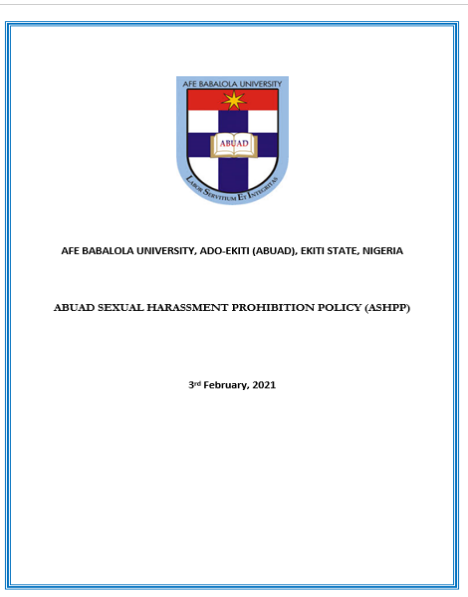 AFE BABALOLA UNIVERSITY
ABUAD
LABOR SERVITIUM ET INTEGRITAS
AFE BABALOLA UNIVERSITY, ADO-EKITI (ABUAD), EKITI STATE, NIGERIA
ABUAD SEXUAL HARASSMENT PROHIBITION POLICY (ASHPP)
3rd February, 2021